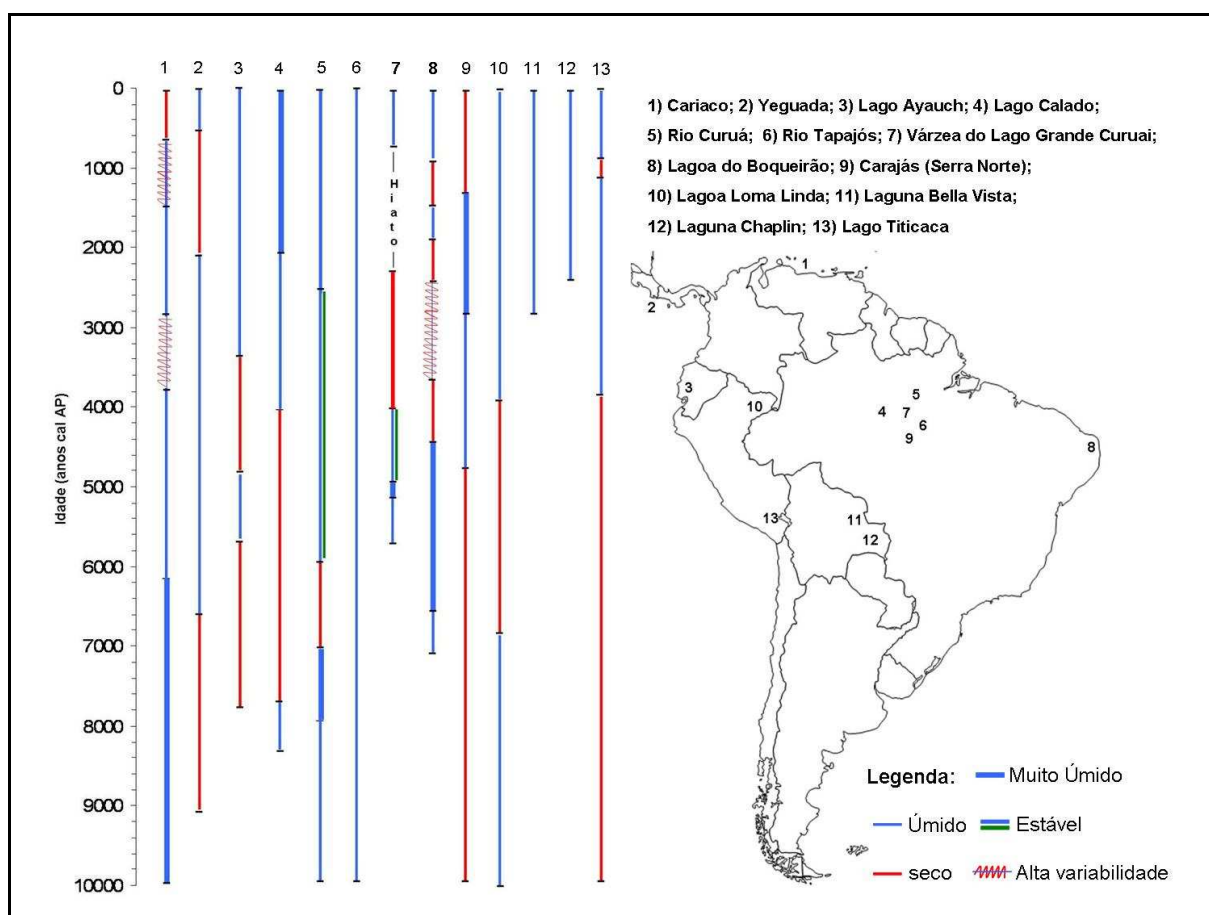 1 2 3 4 5 6 7 8 9 10 11 12 13
0
1000
2000
3000
4000
5000
6000
7000
8000
9000
10000
Idade (anos cal AP)
Hiato
1) Cariaco; 2) Yeguada; 3) Lago Ayauch; 4) Lago Calado;
5) Rio Curuá; 6) Rio Tapajós; 7) Várzea do Lago Grande Curuai;
8) Lagoa do Boqueirão; 9) Carajás (Serra Norte);
10) Lagoa Loma Linda; 11) Laguna Bella Vista;
12) Laguna Chaplin; 13) Lago Titicaca
1
2
3
10
5
4 7
6
9
8
13
11
12
Legenda: Muito Úmido
Úmido Estável
seco Alta variabilidade